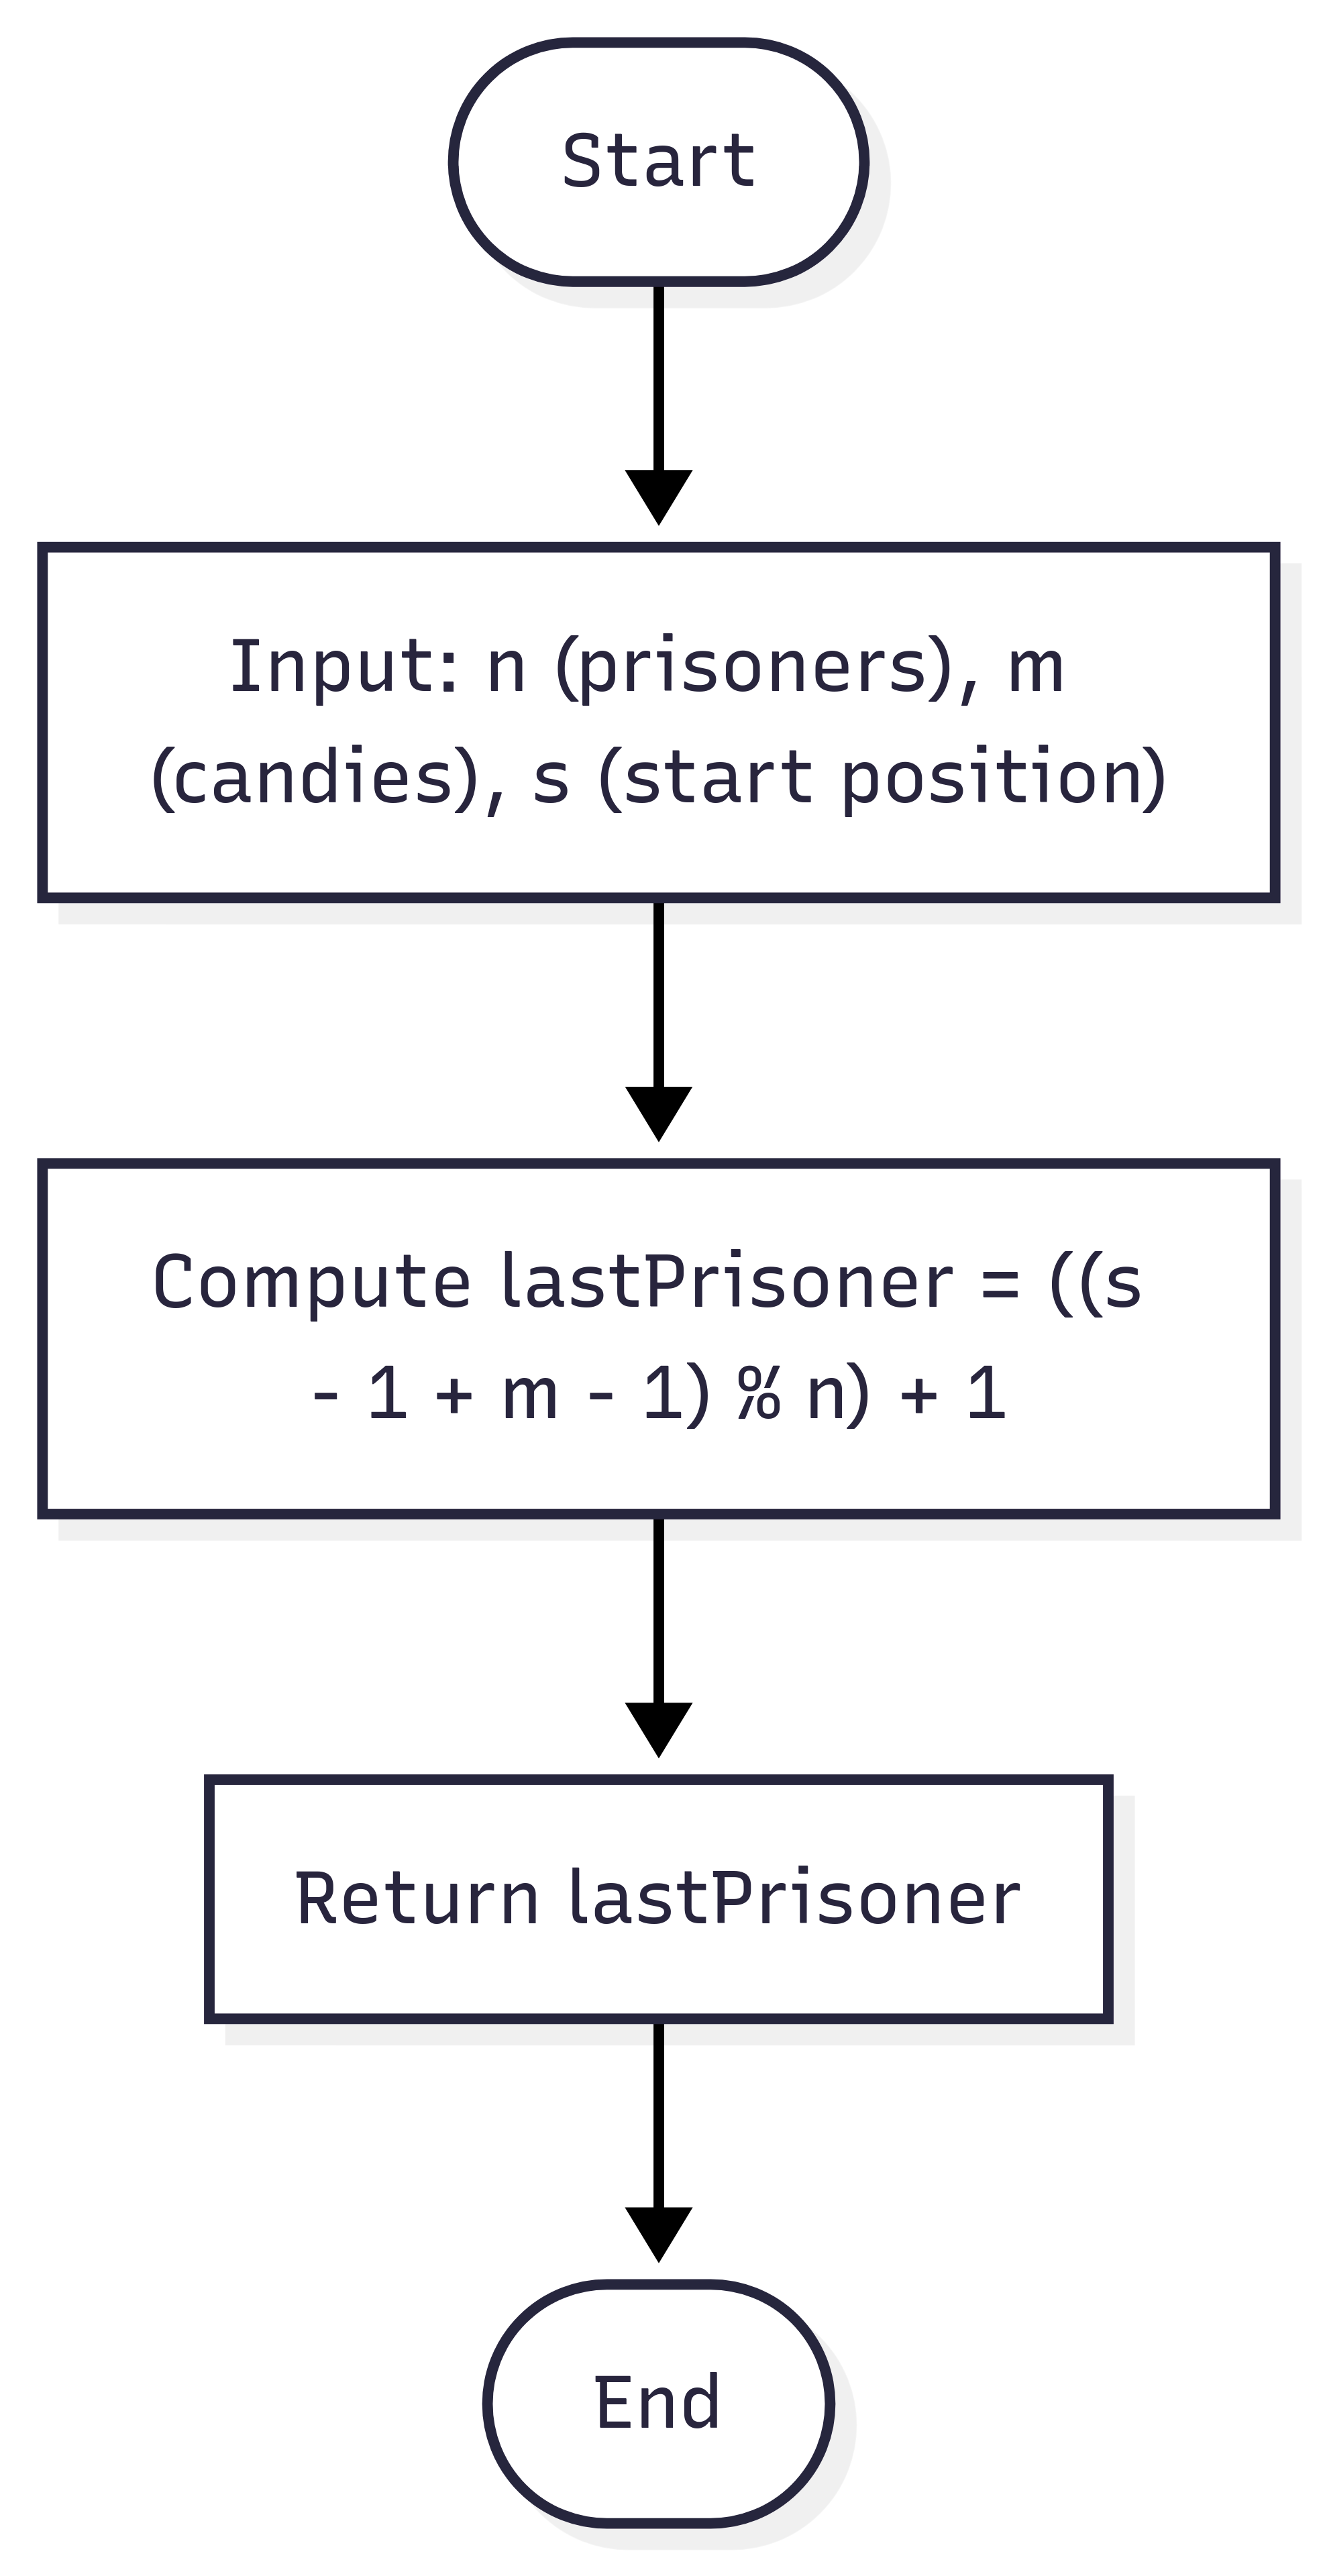 Start
Input: n (prisoners), m
(candies), s (start position)
Compute lastPrisoner = ((s
- 1 + m - 1) % n) + 1
Return lastPrisoner
End